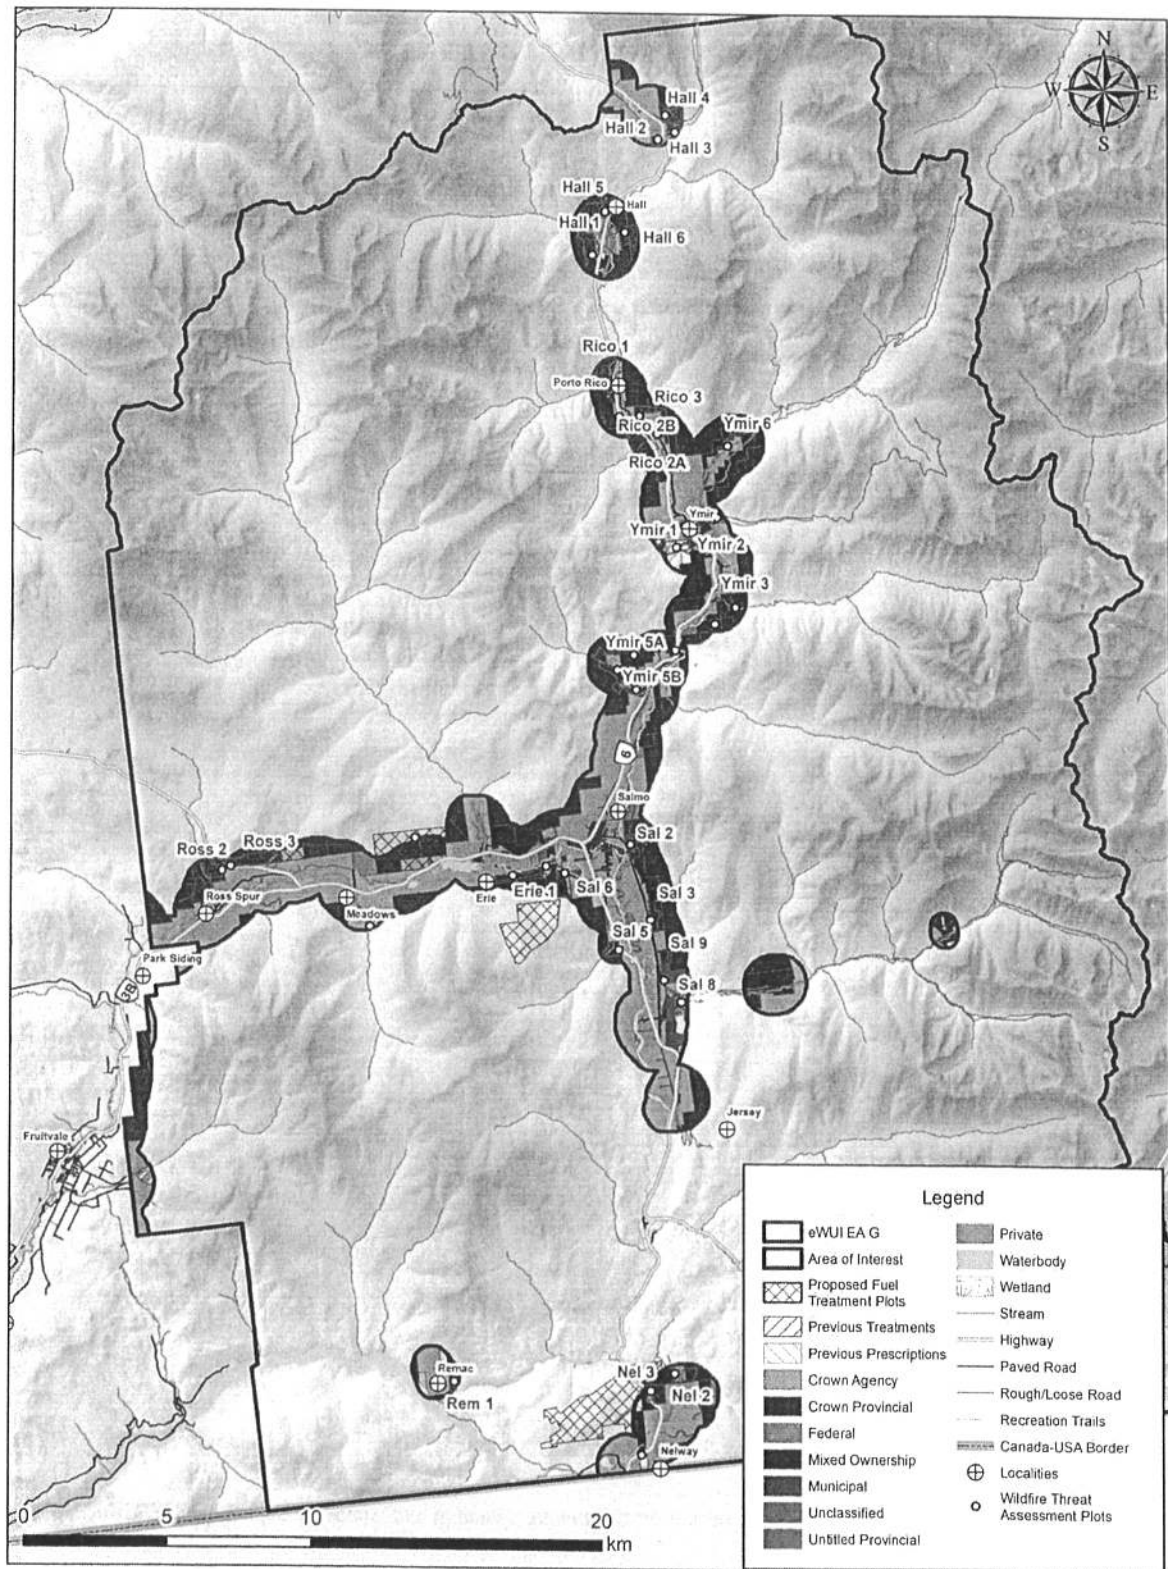 N
W E
S
Hall 4
Hall 2
Hall 3
Hall 5
Hall
Hall 1
Hall 6
Rico 1
Porto Rico
Rico 3
Rico 2B
Ymir 6
Rico 2A
Ymir
Ymir 1
Ymir 2
Ymir 3
Ymir 5A
Ymir 5B
6
Salmo
Sal 2
Ross 2
Ross 3
Ross Spur
Meadows
Erie
Erie 1
Sal 6
Sal 3
Sal 5
Sal 9
Sal 8
Park Siding
3B
Fruitvale
Jersey
Remac
Rem 1
Nel 3
Nel 2
Nelway
0 5 10 20
km
Legend
eWUI EA G
Area of Interest
Proposed Fuel
Treatment Plots
Previous Treatments
Previous Prescriptions
Crown Agency
Crown Provincial
Federal
Mixed Ownership
Municipal
Unclassified
Untitled Provincial
Private
Waterbody
Wetland
Stream
Highway
Paved Road
Rough/Loose Road
Recreation Trails
Canada-USA Border
Localities
Wildfire Threat
Assessment Plots